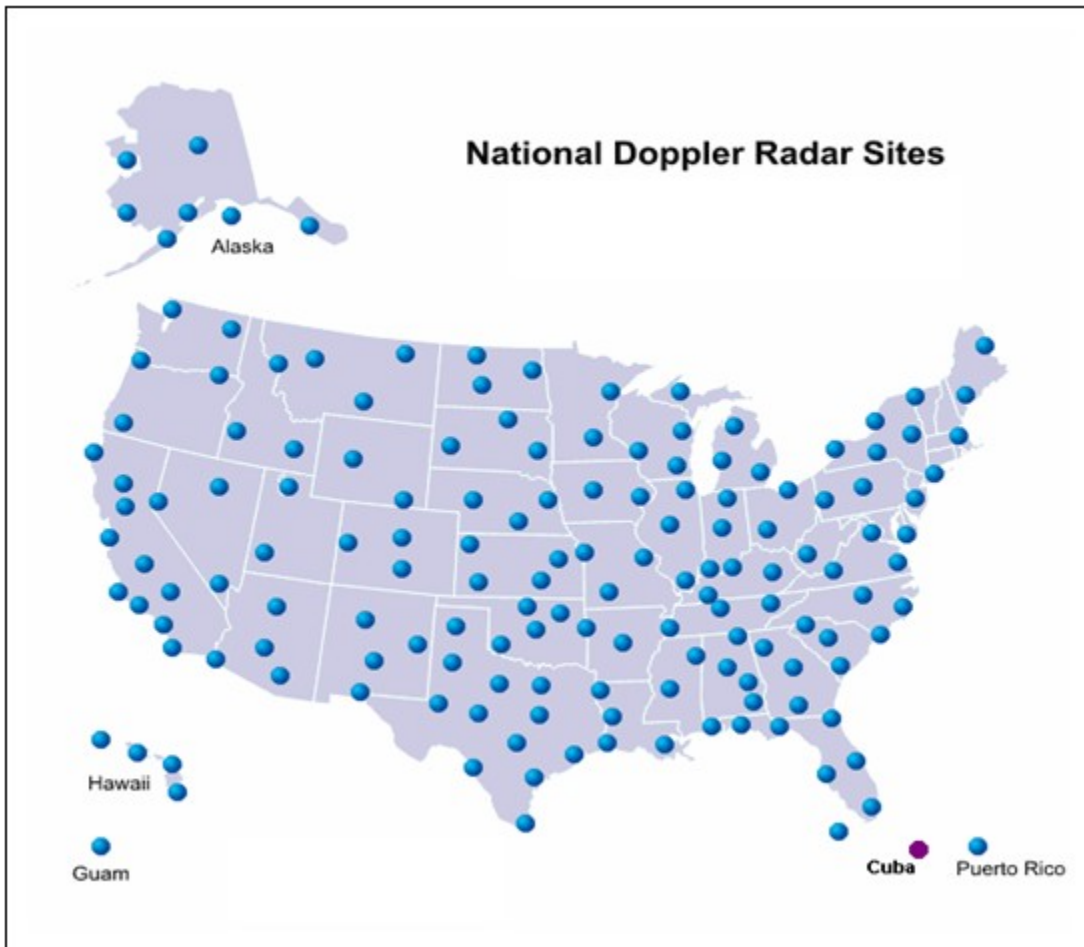 National Doppler Radar Sites
Alaska
Hawaii
Guam
Cuba
Puerto Rico